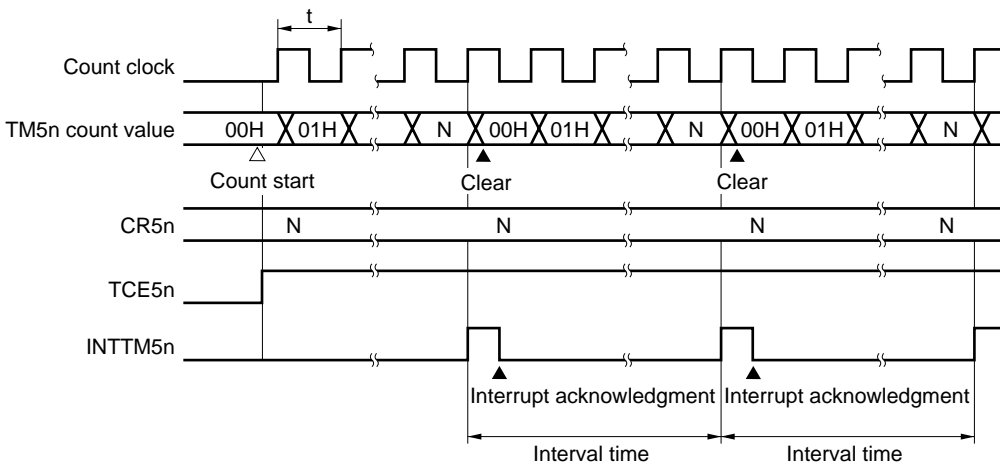 t
Count clock
TM5n count value 00H 01H N 00H 01H N 00H 01H N
Count start Clear Clear
CR5n N N N N
TCE5n
INTTM5n
Interrupt acknowledgment Interrupt acknowledgment
Interval time Interval time